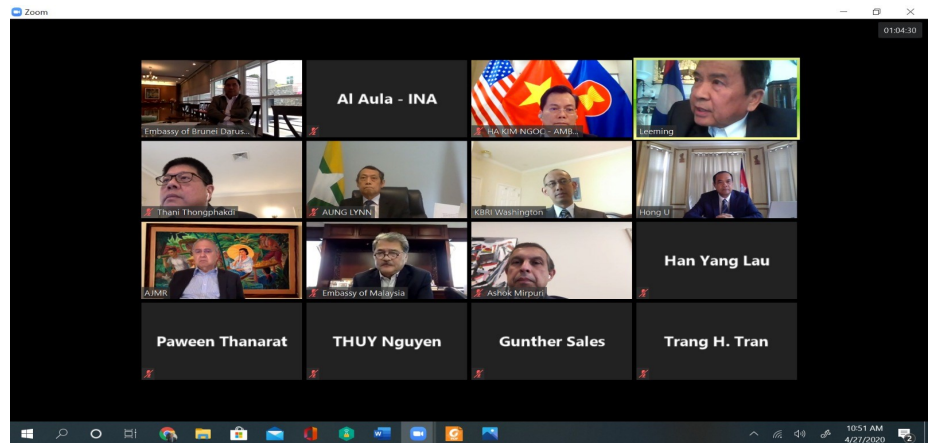 Zoom
01:04:30
Embassy of Brunei Darus...
Al Aula - INA
HA KIM NGOC - AMB...
Leeming
Thani Thongphakdi
AUNG LYNN
KBRI Washington
Hong U
AJMR
Embassy of Malaysia
Ashok Mirpuri
Han Yang Lau
Paween Thanarat
THUY Nguyen
Gunther Sales
Trang H. Tran
10:51 AM
4/27/2020
2